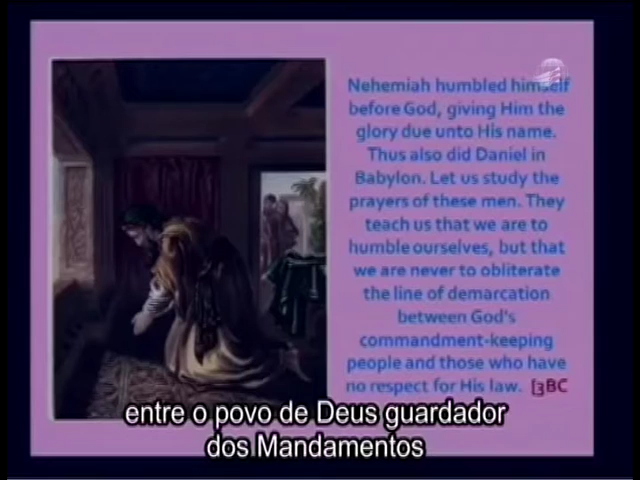 Nehemiah humbled himself
before God, giving Him the
glory due unto His name.
Thus also did Daniel in
Babylon. Let us study the
prayers of these men. They
teach us that we are to
humble ourselves, but that
we are never to obliterate
the line of demarcation
between God's
commandment-keeping
people and those who have
no respect for His law. [3BC
entre o povo de Deus guardador
dos Mandamentos